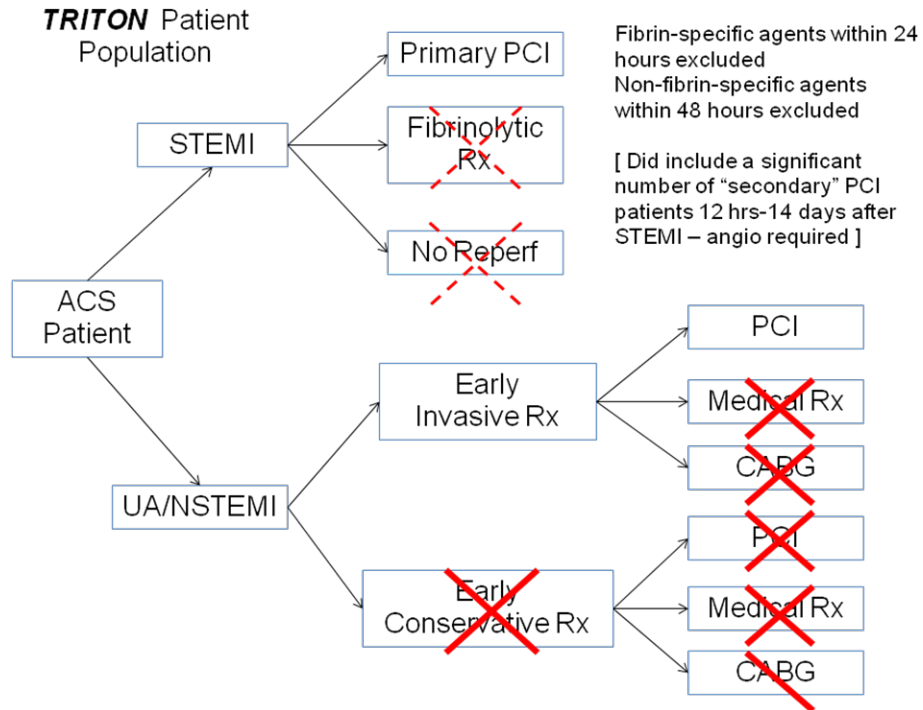 TRITON Patient
Population
Fibrin-specific agents within 24
hours excluded
Non-fibrin-specific agents
within 48 hours excluded
[ Did include a significant
number of “secondary” PCI
patients 12 hrs-14 days after
STEMI – angio required ]
Primary PCI
STEMI
Fibrinolytic
Rx
No Reperf
ACS
Patient
UA/NSTEMI
Early
Invasive Rx
PCI
Medical Rx
CABG
Early
Conservative Rx
PCI
Medical Rx
CABG